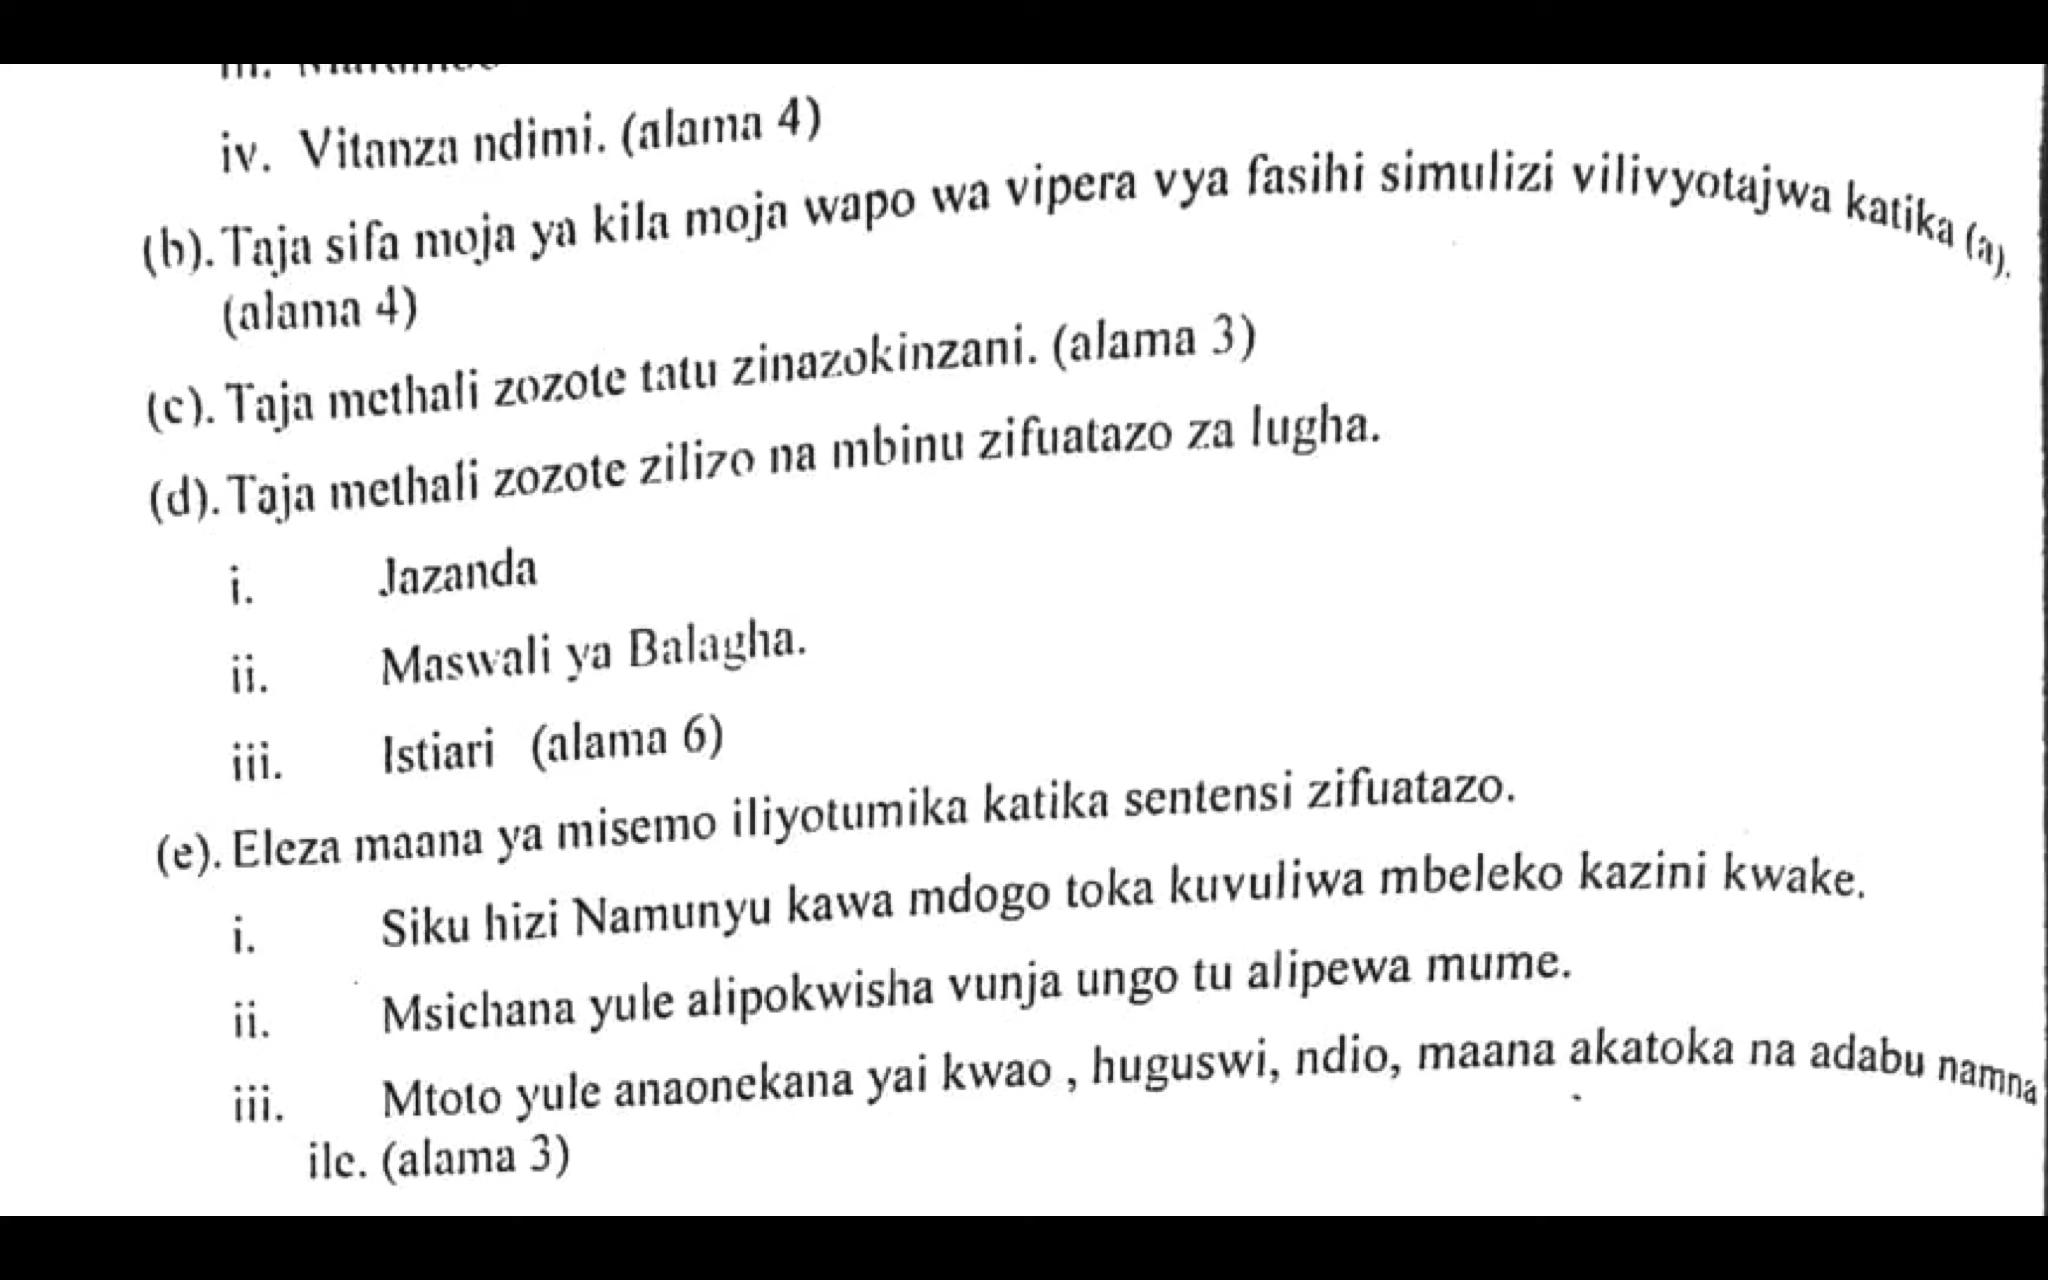 iii.
iv. Vitanza ndimi. (alama 4)
(b). Taja sifa moja ya kila moja wapo wa vipera vya fasihi simulizi vilivyotajwa katika (a).
(alama 4)
(c). Taja methali zozote tatu zinazokinzani. (alama 3)
(d). Taja methali zozote zilizo na mbinu zifuatazo za lugha.
i. Jazanda
ii. Maswali ya Balagha.
iii. Istiari (alama 6)
(e). Eleza maana ya misemo iliyotumika katika sentensi zifuatazo.
i. Siku hizi Namunyu kawa mdogo toka kuvuliwa mbeleko kazini kwake.
ii. Msichana yule alipokwisha vunja ungo tu alipewa mume.
iii. Mtoto yule anaonekana yai kwao , huguswi, ndio, maana akatoka na adabu namna
ile. (alama 3)